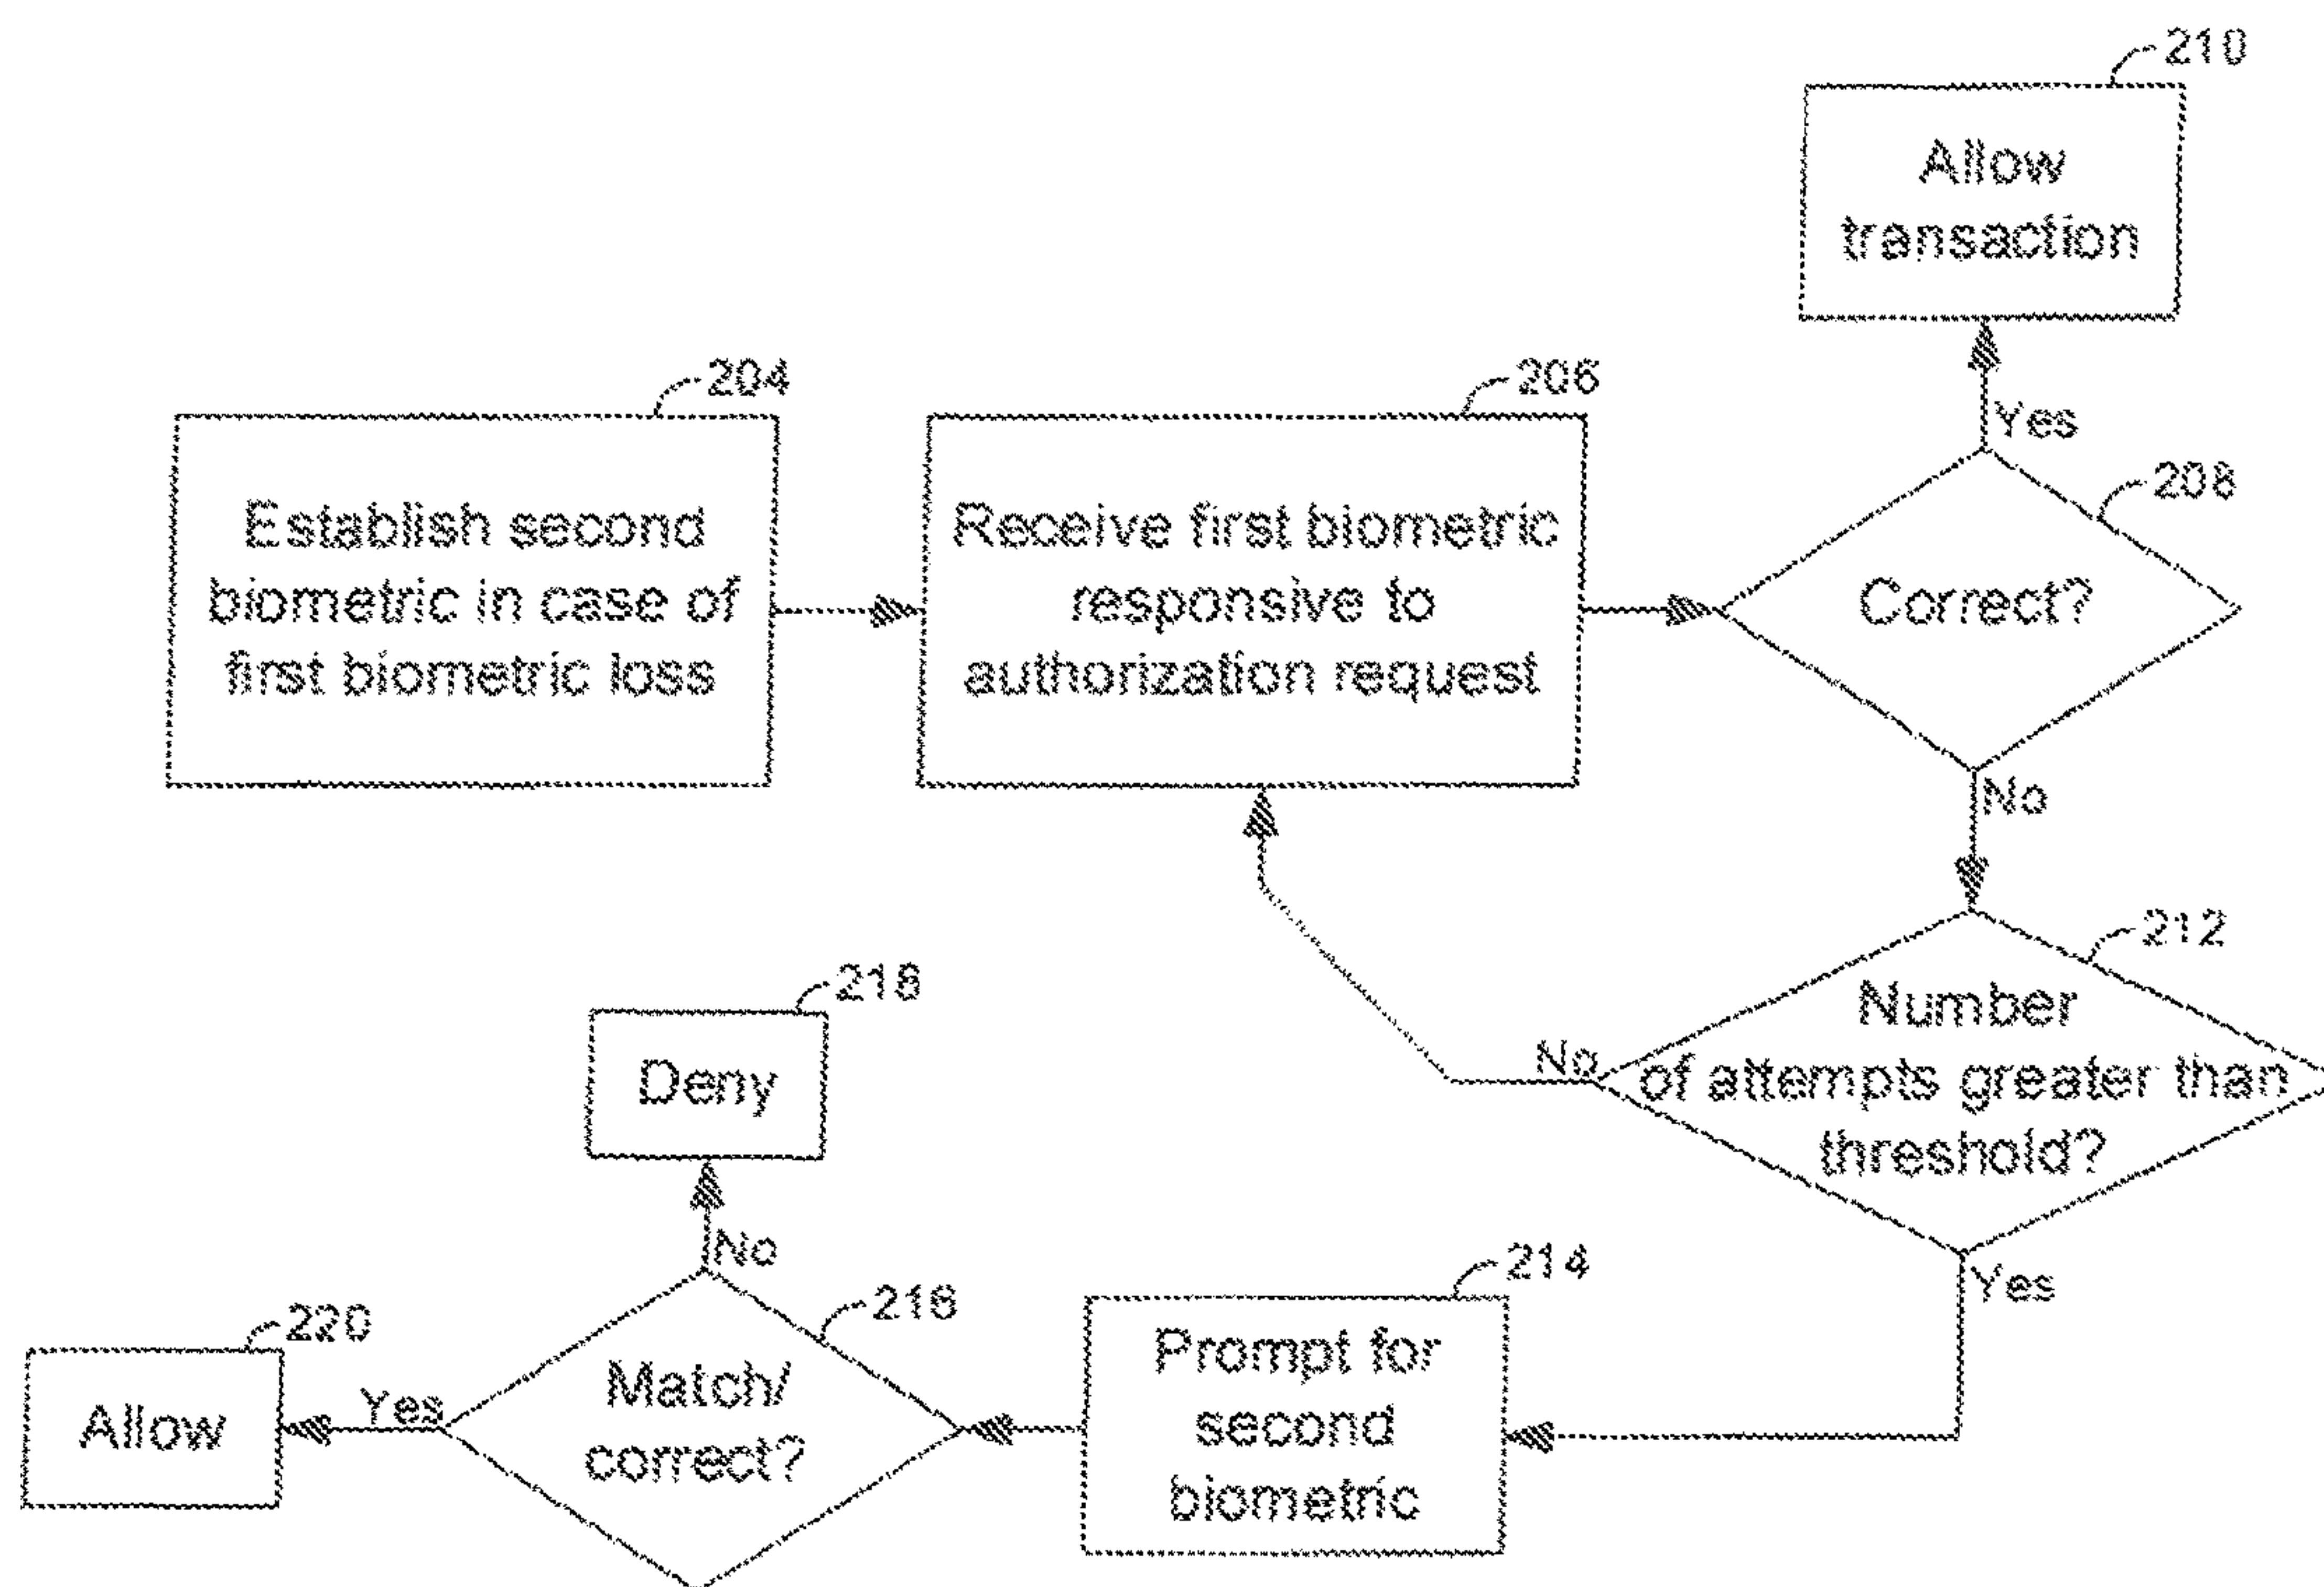 210
Allow
transaction
Yes
204
Establish second
biometric in case of
first biometric loss
206
Receive first biometric
responsive to
authorization request
208
Correct?
No
212
Number
of attempts greater than
threshold?
No
Yes
214
Prompt for
second
biometric
216
Match/
correct?
No
218
Deny
Yes
220
Allow